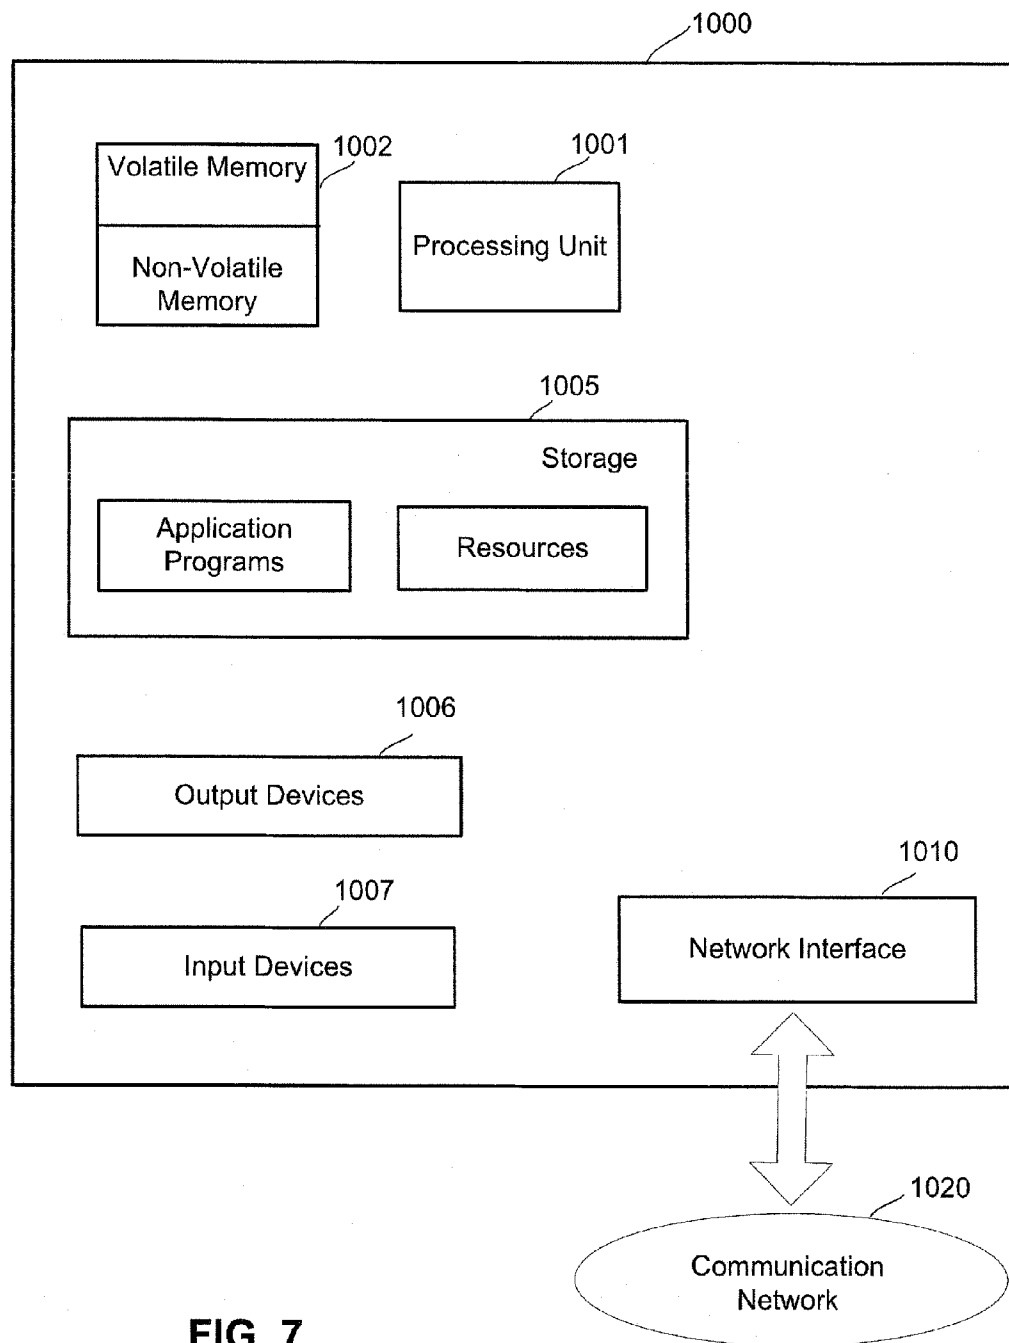 1000
1002
1001
Volatile Memory
Processing Unit
Non-Volatile
Memory
1005
Storage
Application
Programs
Resources
1006
Output Devices
1010
1007
Network Interface
Input Devices
1020
Communication
Network
FIG. 7